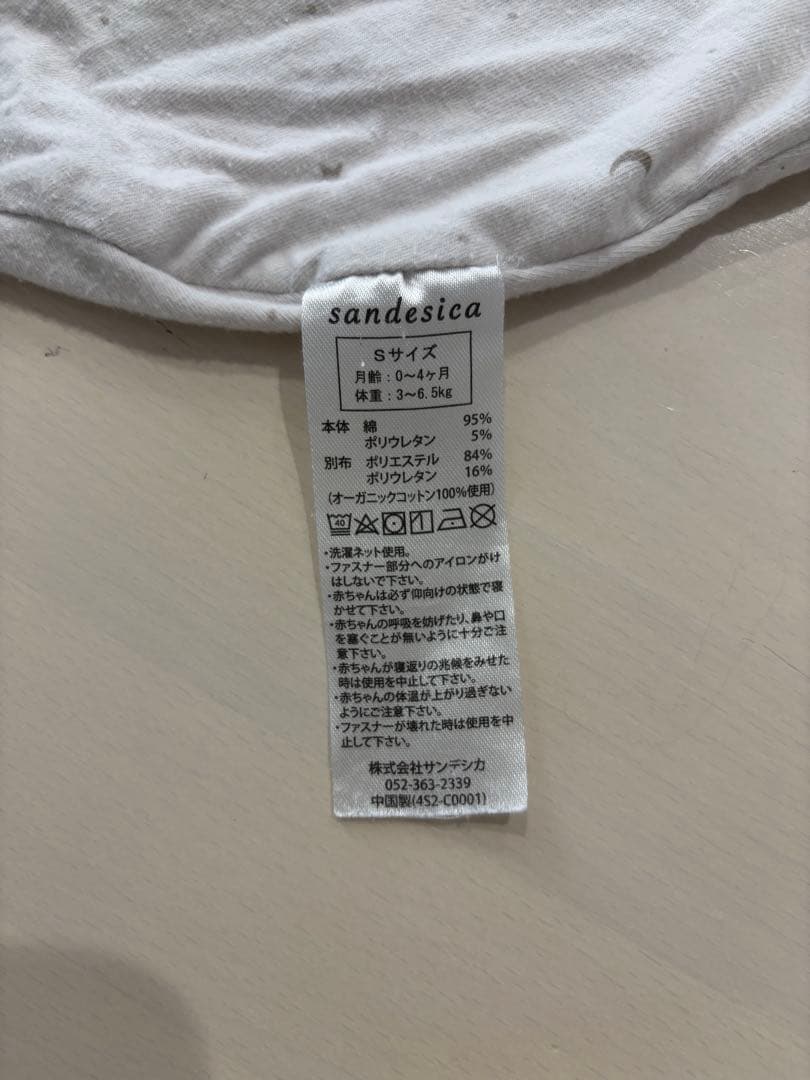 sandesica
Sサイズ
月齢：0～4ヶ月
体重：3～6.5kg
本体 綿 95%
ポリウレタン 5%
別布 ポリエステル 84%
ポリウレタン 16%
(オーガニックコットン100%使用)
40
・洗濯ネット使用。
・ファスナー部分へのアイロンがけ
はしないで下さい。
・赤ちゃんは必ず仰向けの状態で寝
かせて下さい。
・赤ちゃんの呼吸を妨げたり、鼻や口
を塞ぐことが無いように十分ご注
意下さい。
・赤ちゃんが寝返りの兆候をみせた
時は使用を中止して下さい。
・赤ちゃんの体温が上がり過ぎない
ようにご注意下さい。
・ファスナーが壊れた時は使用を中
止して下さい。
株式会社サンデシカ
052-363-2339
中国製(4S2-C0001)